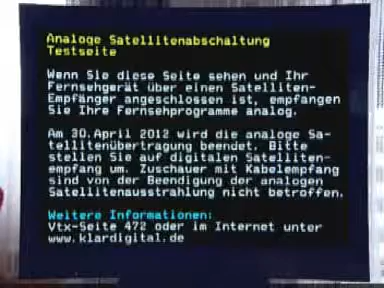 Analoge Satellitenabschaltung
Testseite
Wenn Sie diese Seite sehen und Ihr
Fernsehgerät über einen Satelliten-
Empfänger angeschlossen ist, empfangen
Sie Ihre Fernsehprogramme analog.
Am 30.April 2012 wird die analoge Sa-
tellitenübertragung beendet. Bitte
stellen Sie auf digitalen Satelliten-
empfang um. Zuschauer mit Kabelempfang
sind von der Beendigung der analogen
Satellitenausstrahlung nicht betroffen.
Weitere Informationen:
Vtx-Seite 472 oder im Internet unter
www.klardigital.de